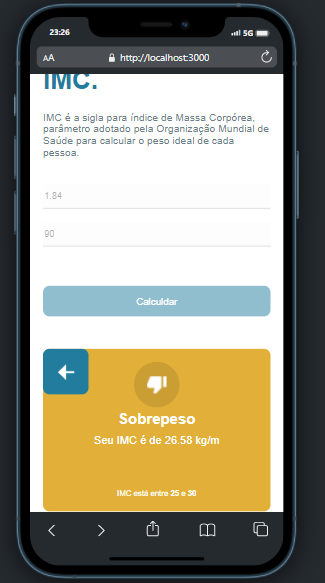 23:26
5G
AA
http://localhost:3000
IMC.
IMC é a sigla para índice de Massa Corpórea,
parâmetro adotado pela Organização Mundial de
Saúde para calcular o peso ideal de cada
pessoa.
1.84
90
Calculdar
Sobrepeso
Seu IMC é de 26.58 kg/m
IMC está entre 25 e 30